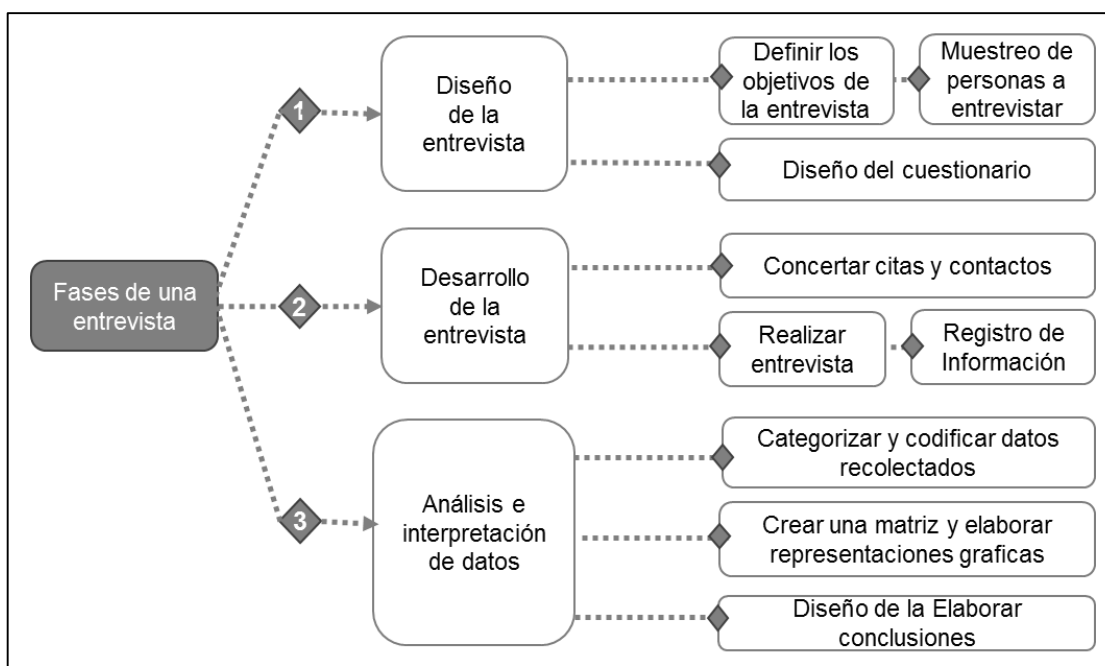 Fases de una
entrevista
1
Diseño
de la
entrevista
Definir los
objetivos de
la entrevista
Muestreo de
personas a
entrevistar
Diseño del cuestionario
2
Desarrollo
de la
entrevista
Concertar citas y contactos
Realizar
entrevista
Registro de
Información
3
Análisis e
interpretación
de datos
Categorizar y codificar datos
recolectados
Crear una matriz y elaborar
representaciones graficas
Diseño de la Elaborar
conclusiones